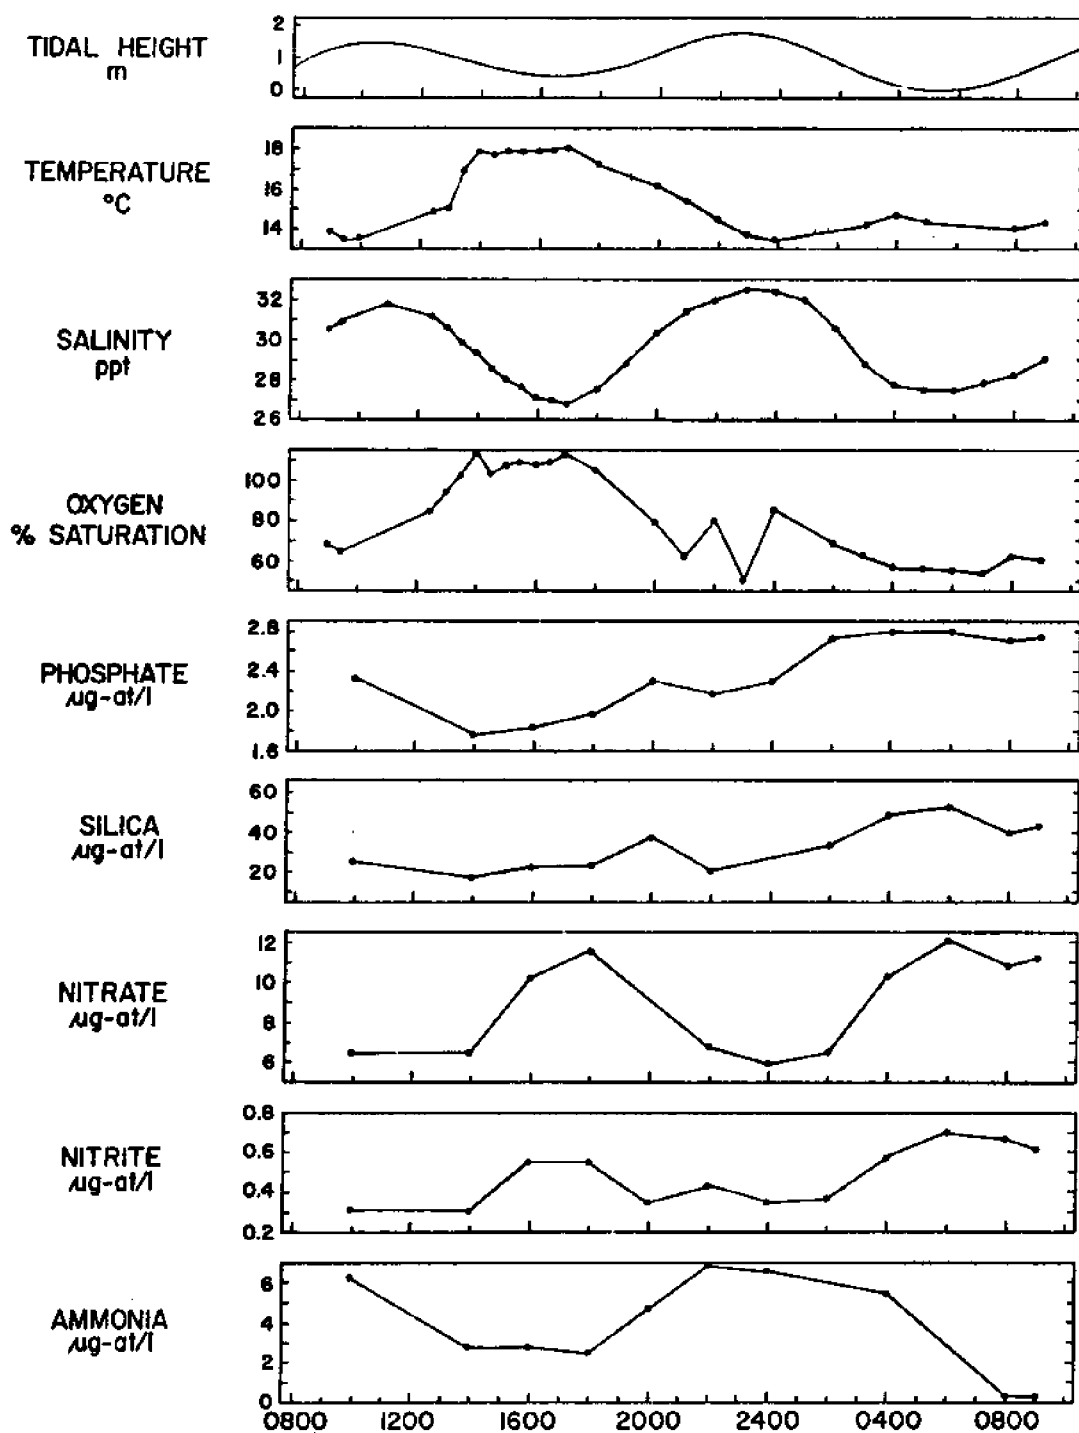 TIDAL HEIGHT
m
2
1
0
TEMPERATURE
°C
18
16
14
SALINITY
ppt
32
30
28
26
OXYGEN
% SATURATION
100
80
60
PHOSPHATE
µg-at/l
2.8
2.4
2.0
1.6
SILICA
µg-at/l
60
40
20
NITRATE
µg-at/l
12
10
8
6
NITRITE
µg-at/l
0.8
0.6
0.4
0.2
AMMONIA
µg-at/l
6
4
2
0
0800 1200 1600 2000 2400 0400 0800